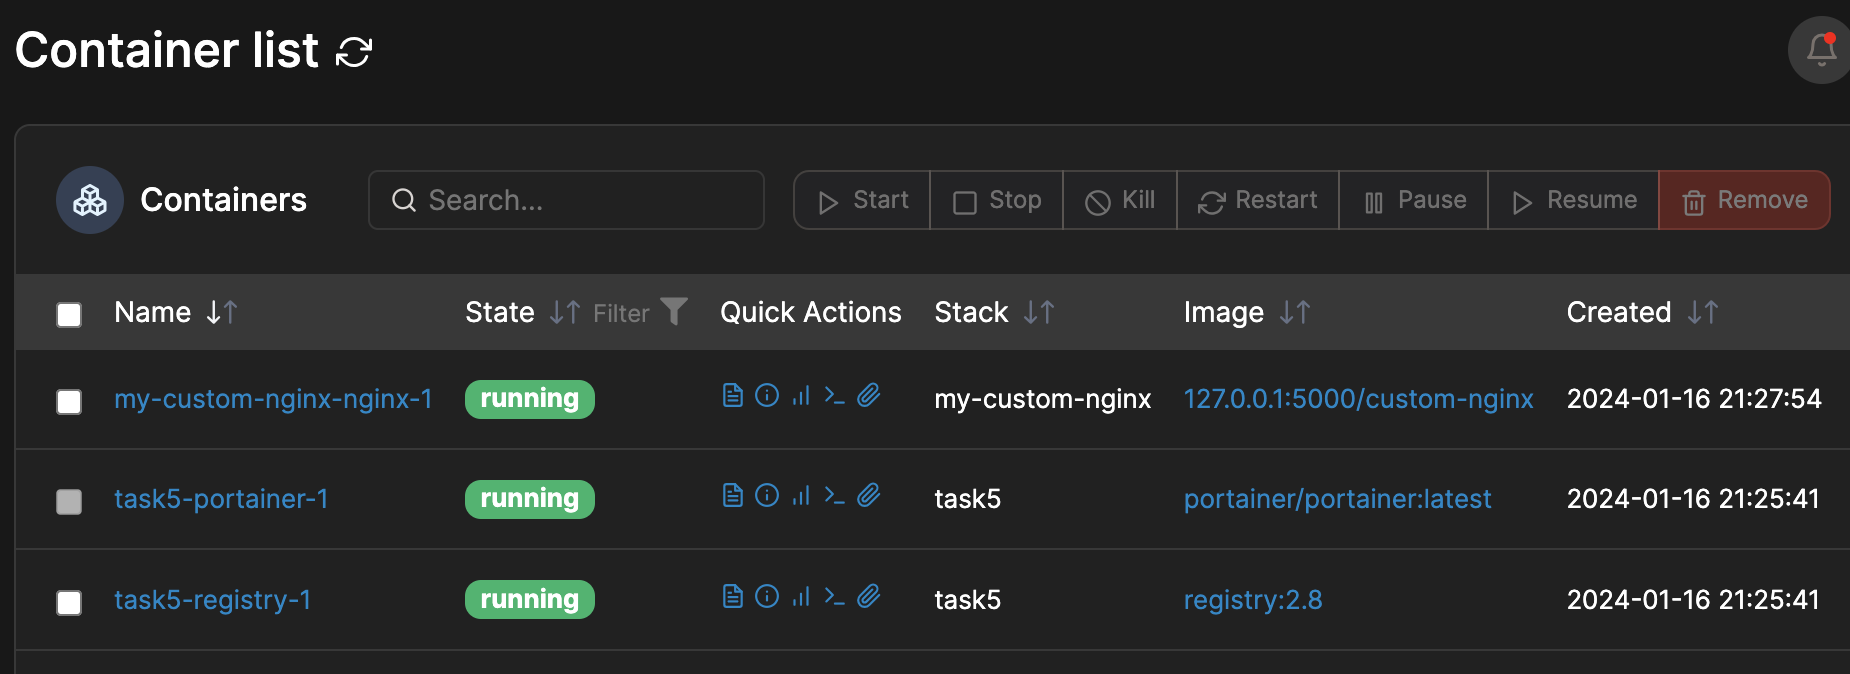 Container list
Containers Search... Start Stop Kill Restart Pause Resume Remove
Name State Filter Quick Actions Stack Image Created
my-custom-nginx-nginx-1 running my-custom-nginx 127.0.0.1:5000/custom-nginx 2024-01-16 21:27:54
task5-portainer-1 running task5 portainer/portainer:latest 2024-01-16 21:25:41
task5-registry-1 running task5 registry:2.8 2024-01-16 21:25:41